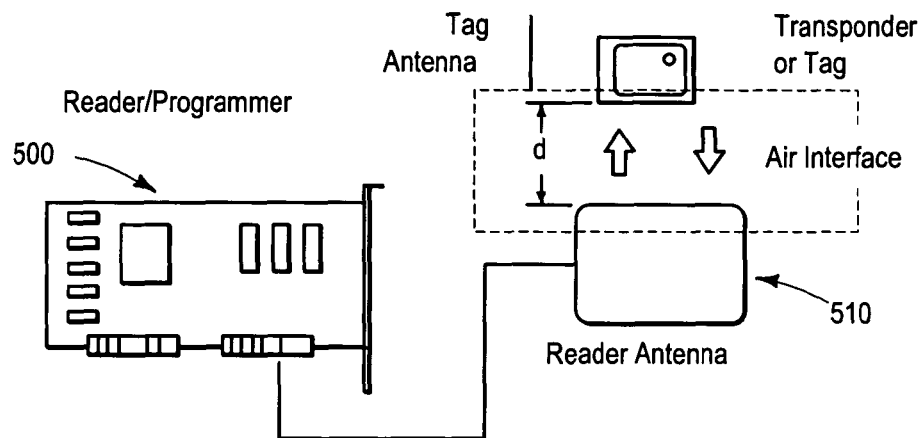 Tag
Antenna
Transponder
or Tag
Reader/Programmer
500
d
Air Interface
510
Reader Antenna